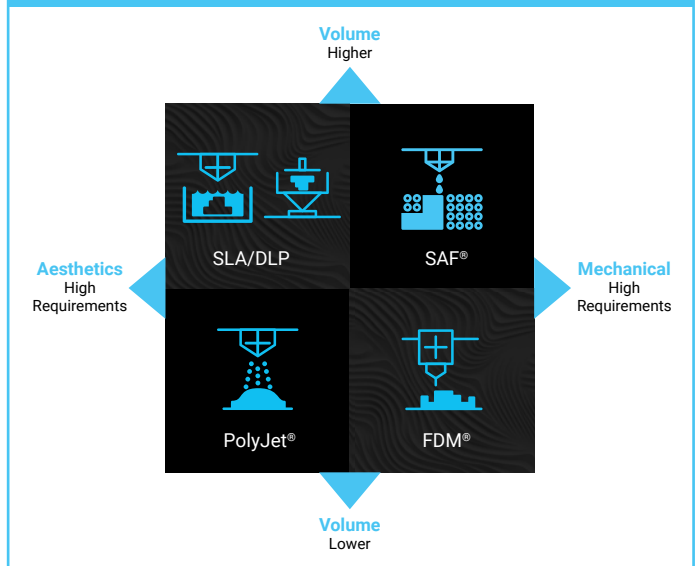 Volume
Higher
SLA/DLP
SAF®
Aesthetics
High
Requirements
Mechanical
High
Requirements
PolyJet®
FDM®
Volume
Lower